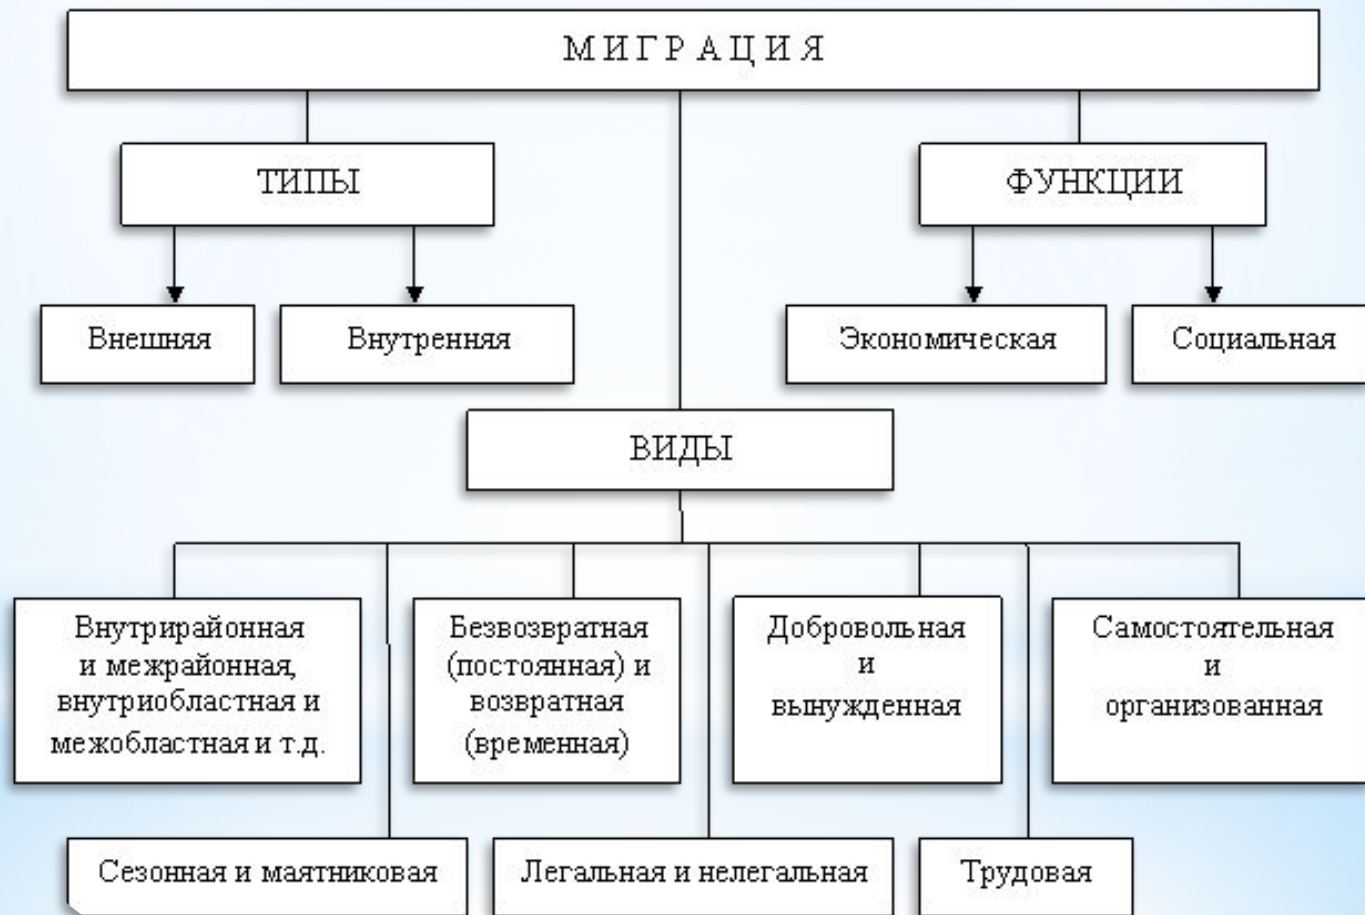 М И Г Р А Ц И Я
ТИПЫ
ФУНКЦИИ
Внешняя
Внутренняя
Экономическая
Социальная
ВИДЫ
Внутрирайонная
и межрайонная,
внутриобластная и
межобластная и т.д.
Безвозвратная
(постоянная) и
возвратная
(временная)
Добровольная
и
вынужденная
Самостоятельная
и
организованная
Сезонная и маятниковая
Легальная и нелегальная
Трудовая